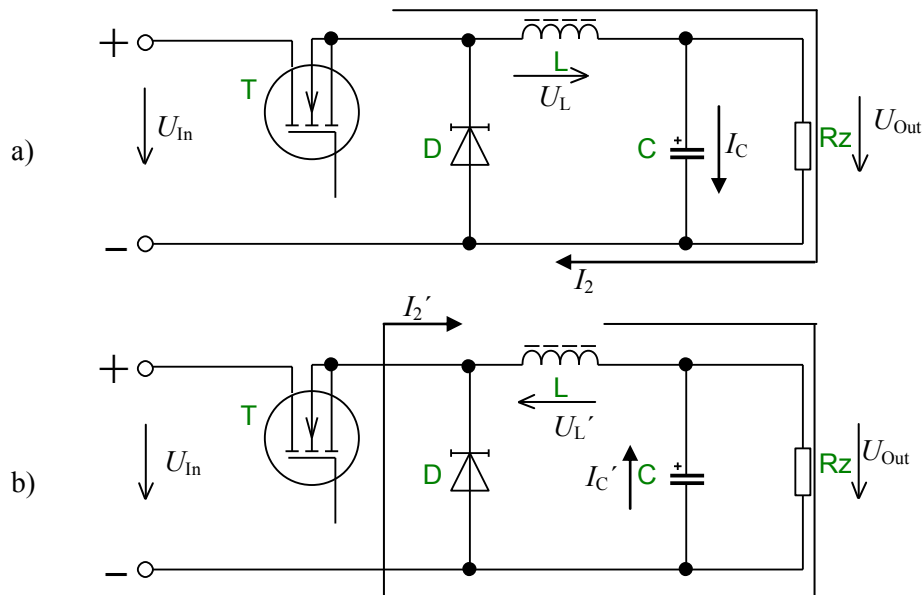 +
T
L
U_L
U_In
a)
D
C
I_C
Rz
U_Out
+
−
I_2
I_2´
+
T
L
U_L´
U_In
b)
D
I_C´
C
+
Rz
U_Out
−